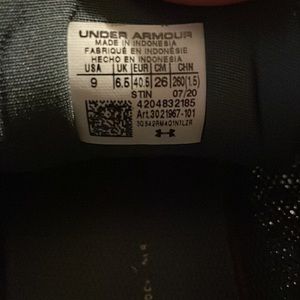 UNDER ARMOUR
MADE IN INDONESIA
FABRIQUÉ EN INDONÉSIE
HECHO EN INDONESIA
USA UK EUR CM CHN
9 6.5 40.5 26 260(1.5)
STIN 07/20
4204832185
Art.3021967-101